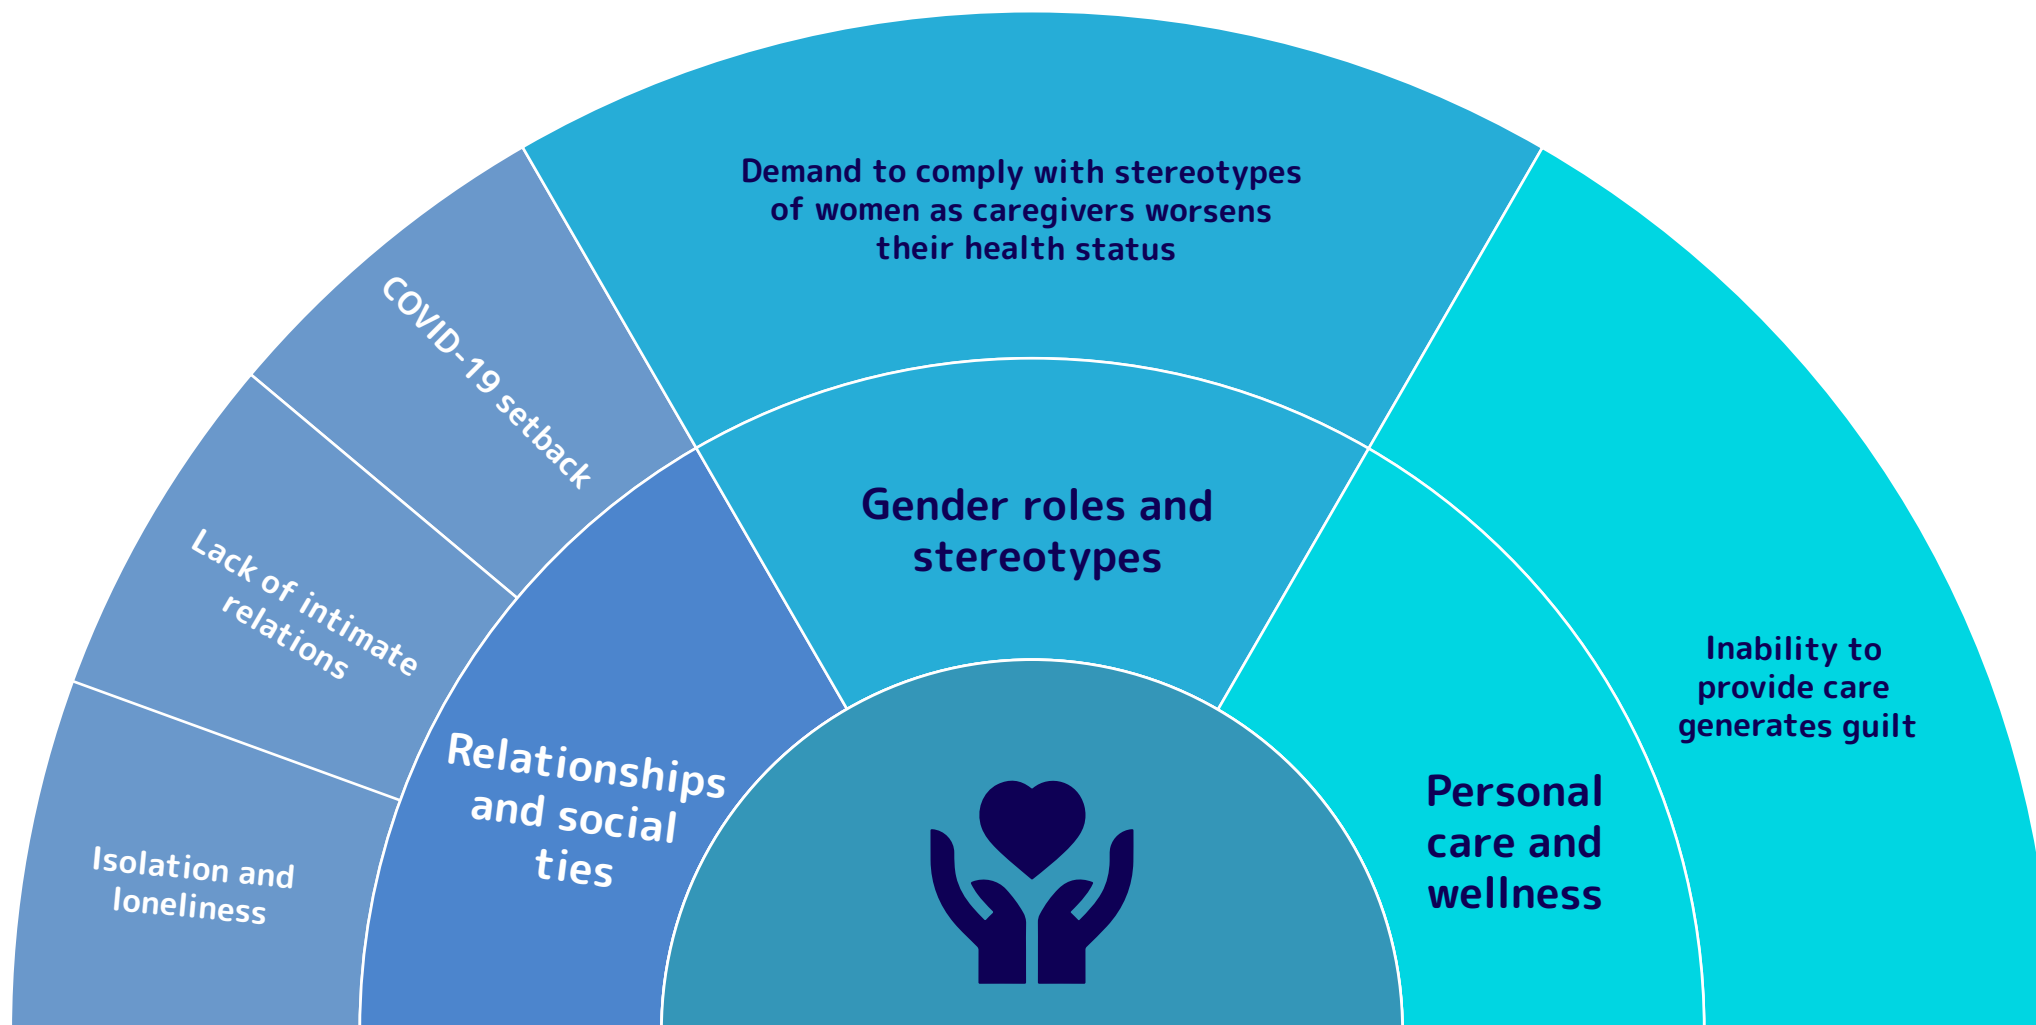 Demand to comply with stereotypes
of women as caregivers worsens
their health status
COVID-19 setback
Lack of intimate
relations
Isolation and
loneliness
Gender roles and
stereotypes
Relationships
and social
ties
Personal
care and
wellness
Inability to
provide care
generates guilt